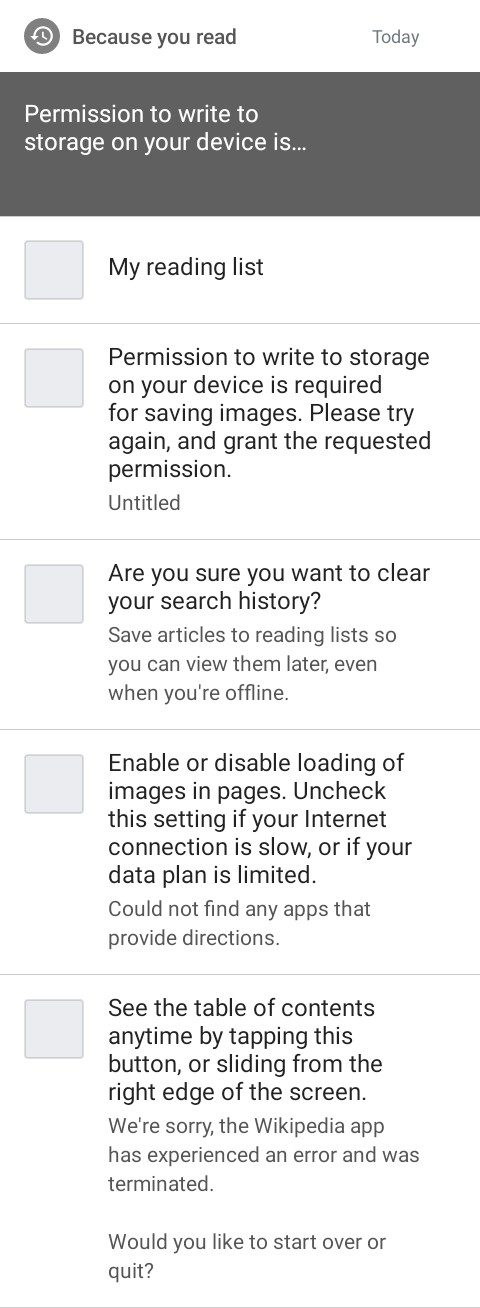 Because you read
Today
Permission to write to
storage on your device is…
My reading list
Permission to write to storage
on your device is required
for saving images. Please try
again, and grant the requested
permission.
Untitled
Are you sure you want to clear
your search history?
Save articles to reading lists so
you can view them later, even
when you're offline.
Enable or disable loading of
images in pages. Uncheck
this setting if your Internet
connection is slow, or if your
data plan is limited.
Could not find any apps that
provide directions.
See the table of contents
anytime by tapping this
button, or sliding from the
right edge of the screen.
We're sorry, the Wikipedia app
has experienced an error and was
terminated.
Would you like to start over or
quit?